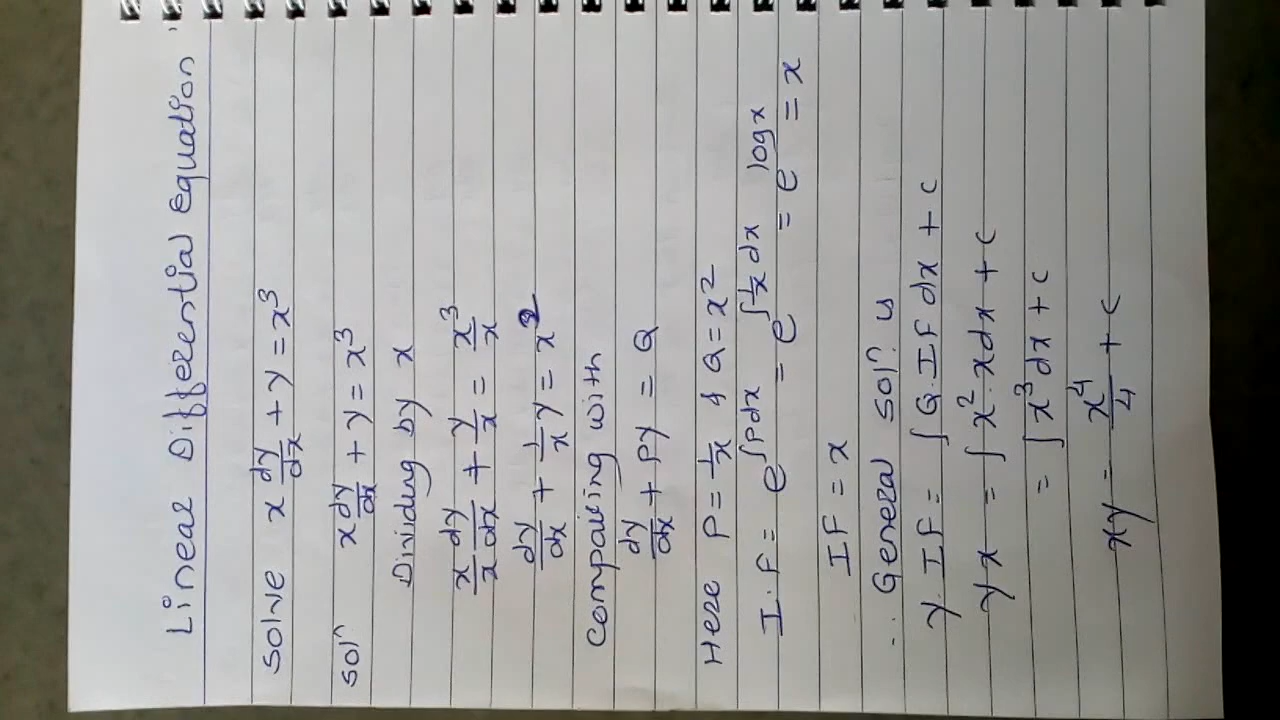 Linear Differential Equation.
Solve x dy/dx + y = x³
solⁿ x dy/dx + y = x³
Dividing by x
x/x dy/dx + y/x = x³/x
dy/dx + 1/x y = x²
Comparing with
dy/dx + Py = Q
Here P = 1/x & Q = x²
I.F = e^∫Pdx = e^∫1/x dx = e^log x = x
IF = x
∴ General solⁿ is
y. IF = ∫Q.IF dx + c
yx = ∫x².x dx + c
= ∫x³ dx + c
xy = x⁴/4 + c